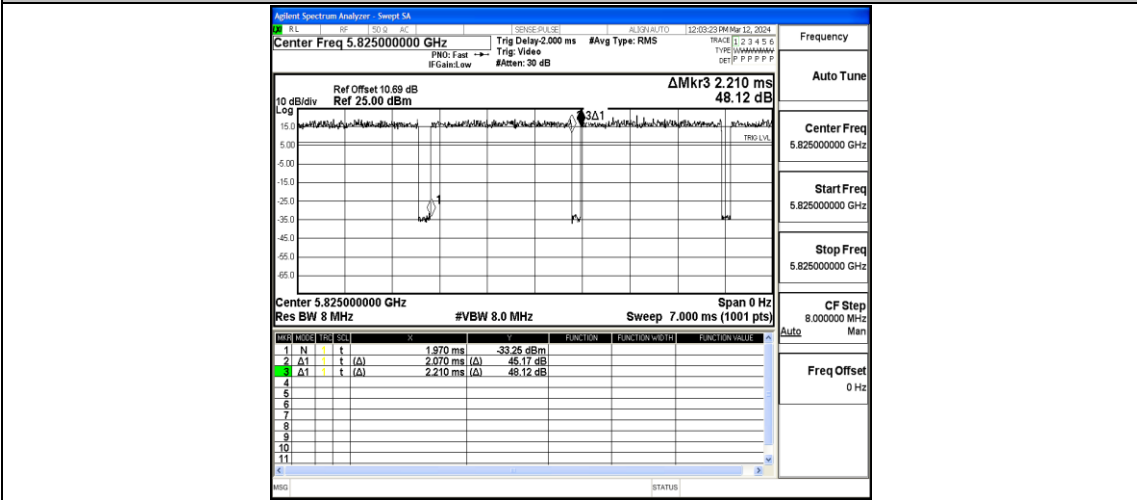 Agilent Spectrum Analyzer - Swept SA
RL RF 50 Ω AC SENSE:PULSE ALIGN AUTO 12:03:23 PM Mar 12, 2024
Center Freq 5.825000000 GHz
PNO: Fast
IFGain:Low
Trig Delay-2.000 ms
Trig: Video
#Atten: 30 dB
#Avg Type: RMS
TRACE 1 2 3 4 5 6
TYPE WWWWWW
DET P P P P P P
ΔMkr3 2.210 ms
48.12 dB
Ref Offset 10.69 dB
10 dB/div Ref 25.00 dBm
Log
15.0
5.00
-5.00
-15.0
-25.0
-35.0
-45.0
-55.0
-65.0
3Δ1
TRIG LVL
1
Center 5.825000000 GHz Span 0 Hz
Res BW 8 MHz #VBW 8.0 MHz Sweep 7.000 ms (1001 pts)
MKR MODE TRC SCL X Y FUNCTION FUNCTION WIDTH FUNCTION VALUE
1 N 1 t 1.970 ms -33.25 dBm
2 Δ1 1 t (Δ) 2.070 ms (Δ) 45.17 dB
3 Δ1 1 t (Δ) 2.210 ms (Δ) 48.12 dB
4
5
6
7
8
9
10
11
MSG STATUS
Frequency
Auto Tune
Center Freq
5.825000000 GHz
Start Freq
5.825000000 GHz
Stop Freq
5.825000000 GHz
CF Step
8.000000 MHz
Auto Man
Freq Offset
0 Hz